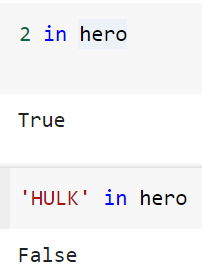 2 in hero
True
'HULK' in hero
False